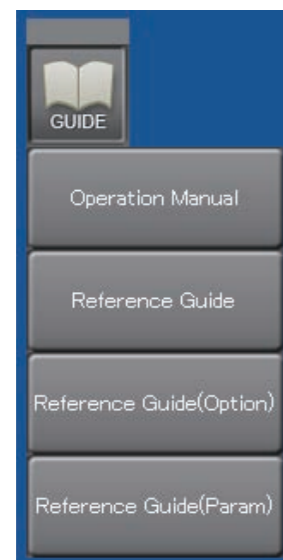 GUIDE
Operation Manual
Reference Guide
Reference Guide(Option)
Reference Guide(Param)